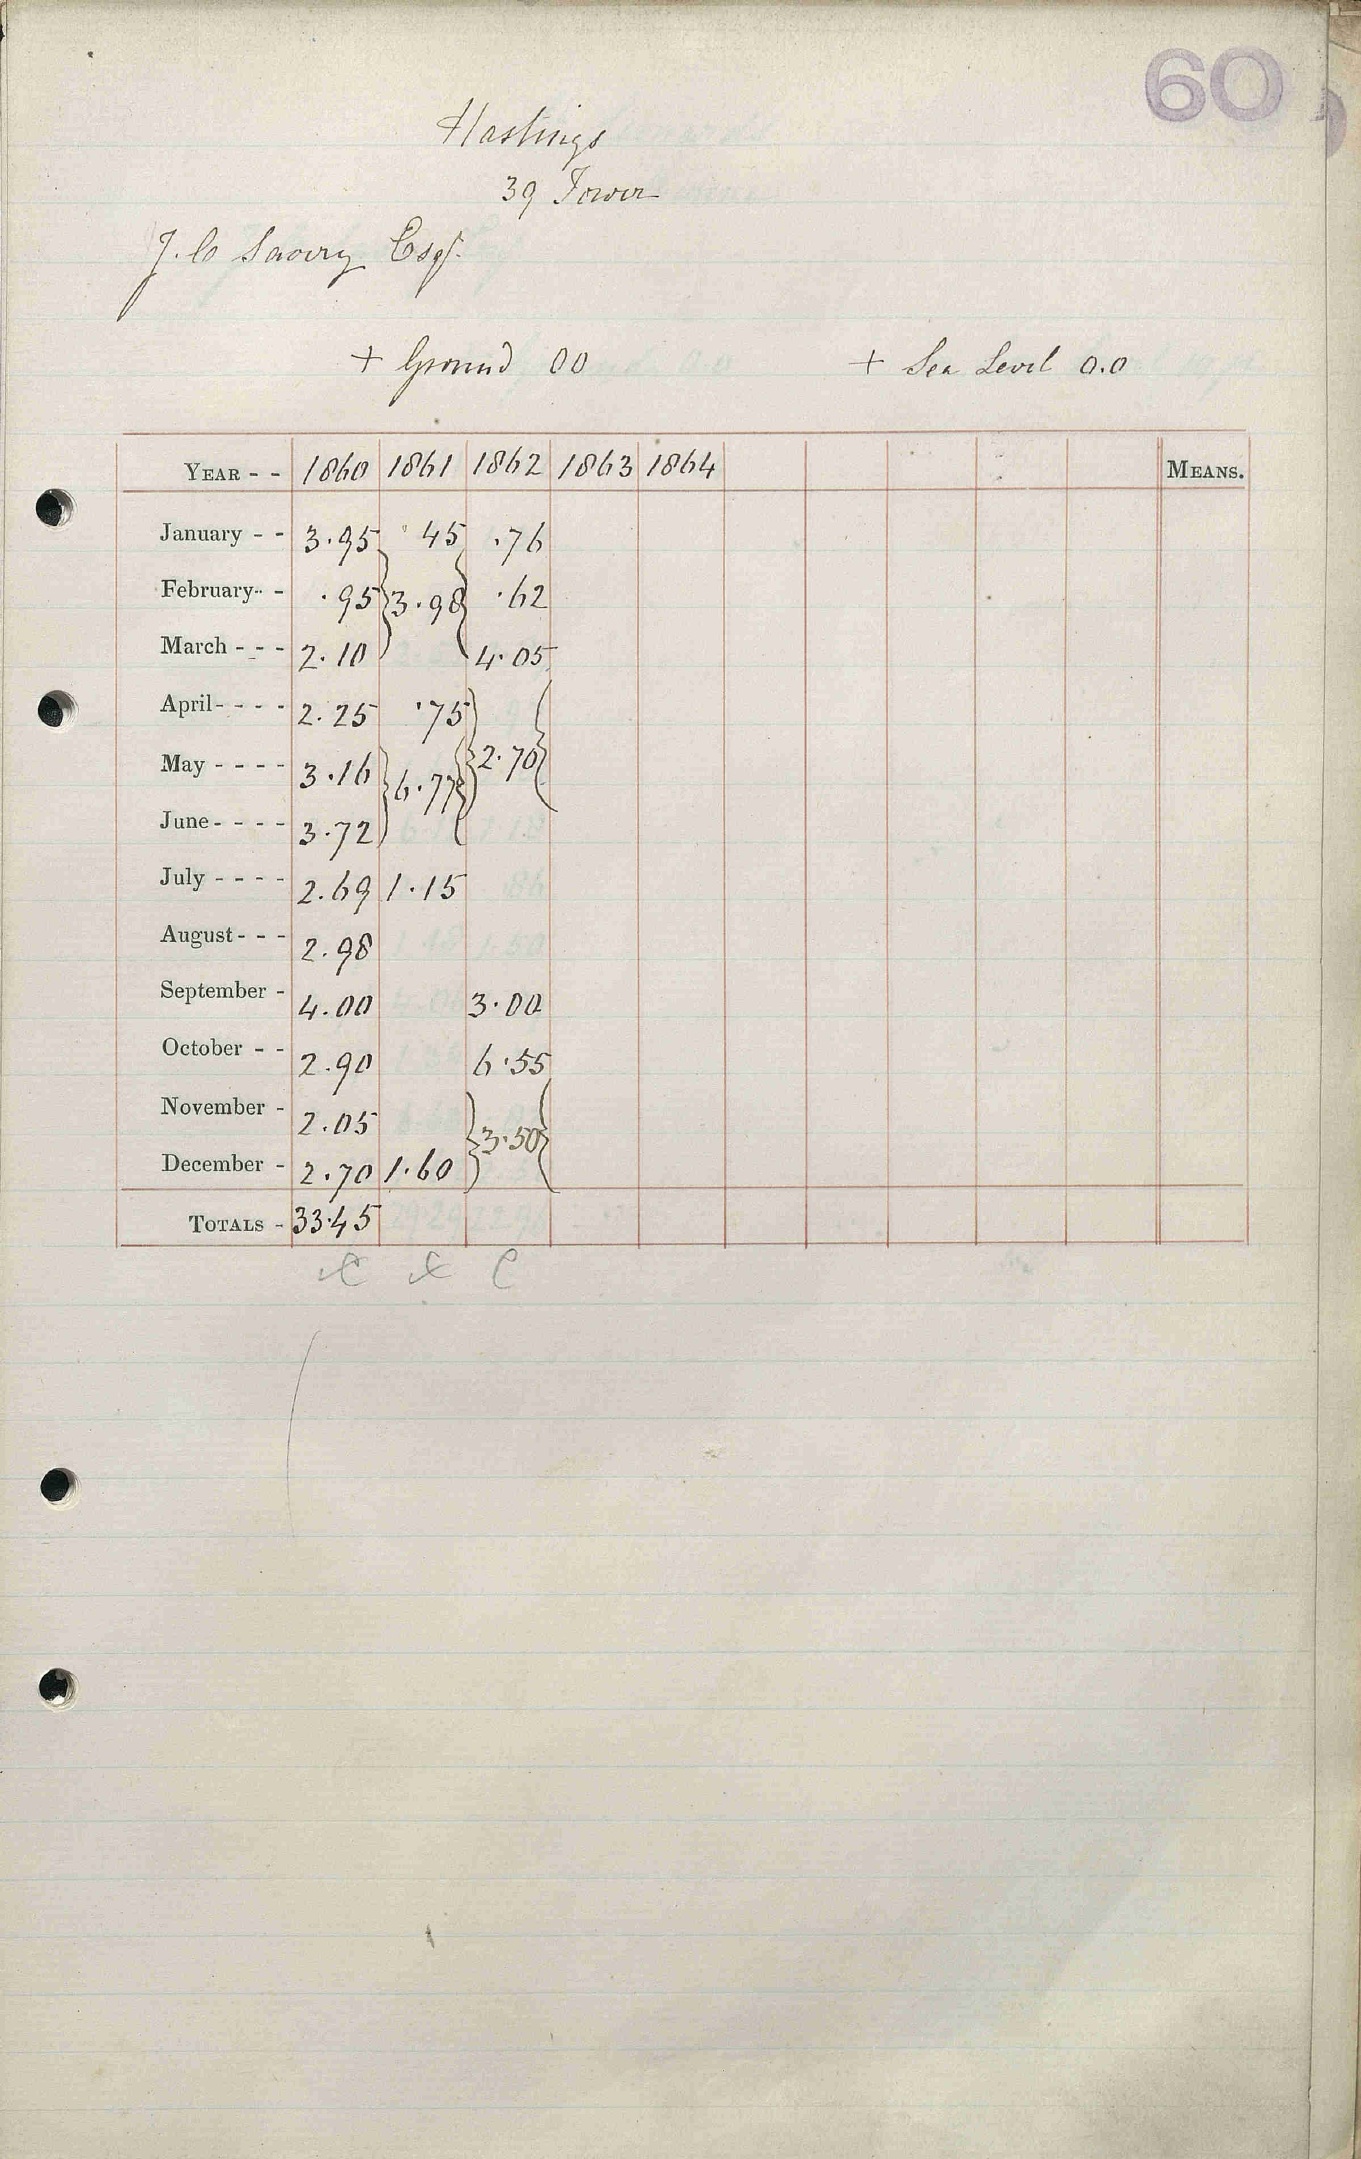 60
Hastings
39 Tower
J. C Savery Esqr.
+ Ground 00 + Sea Level 0.0
YEAR - - 1860 1861 1862 1863 1864 MEANS.
January - - 3.95 .45 .76
February - - .95 } 3.98 { .62
March - - - 2.10 4.05
April - - - - 2.25 .75
May - - - - 3.16 } 6.77 { } 2.70 {
June - - - - 3.72
July - - - - 2.69 1.15
August - - - 2.98
September - 4.00 3.00
October - - 2.90 6.55
November - 2.05 } 3.50 {
December - 2.70 1.60
TOTALS - 33.45
C